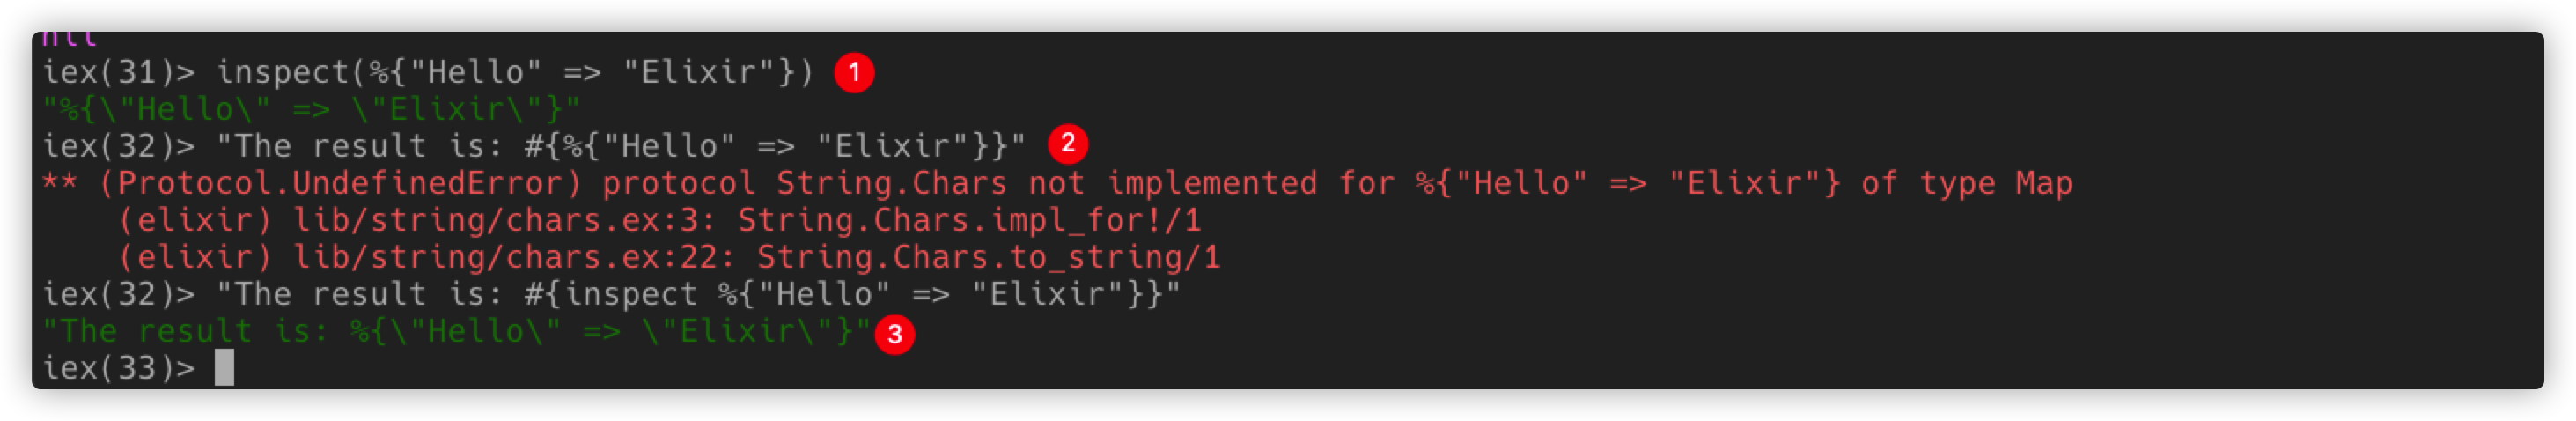 nil
iex(31)> inspect(%{"Hello" => "Elixir"}) 1
"%{\"Hello\" => \"Elixir\"}"
iex(32)> "The result is: #{%{"Hello" => "Elixir"}}" 2
** (Protocol.UndefinedError) protocol String.Chars not implemented for %{"Hello" => "Elixir"} of type Map
    (elixir) lib/string/chars.ex:3: String.Chars.impl_for!/1
    (elixir) lib/string/chars.ex:22: String.Chars.to_string/1
iex(32)> "The result is: #{inspect %{"Hello" => "Elixir"}}"
"The result is: %{\"Hello\" => \"Elixir\"}" 3
iex(33)>